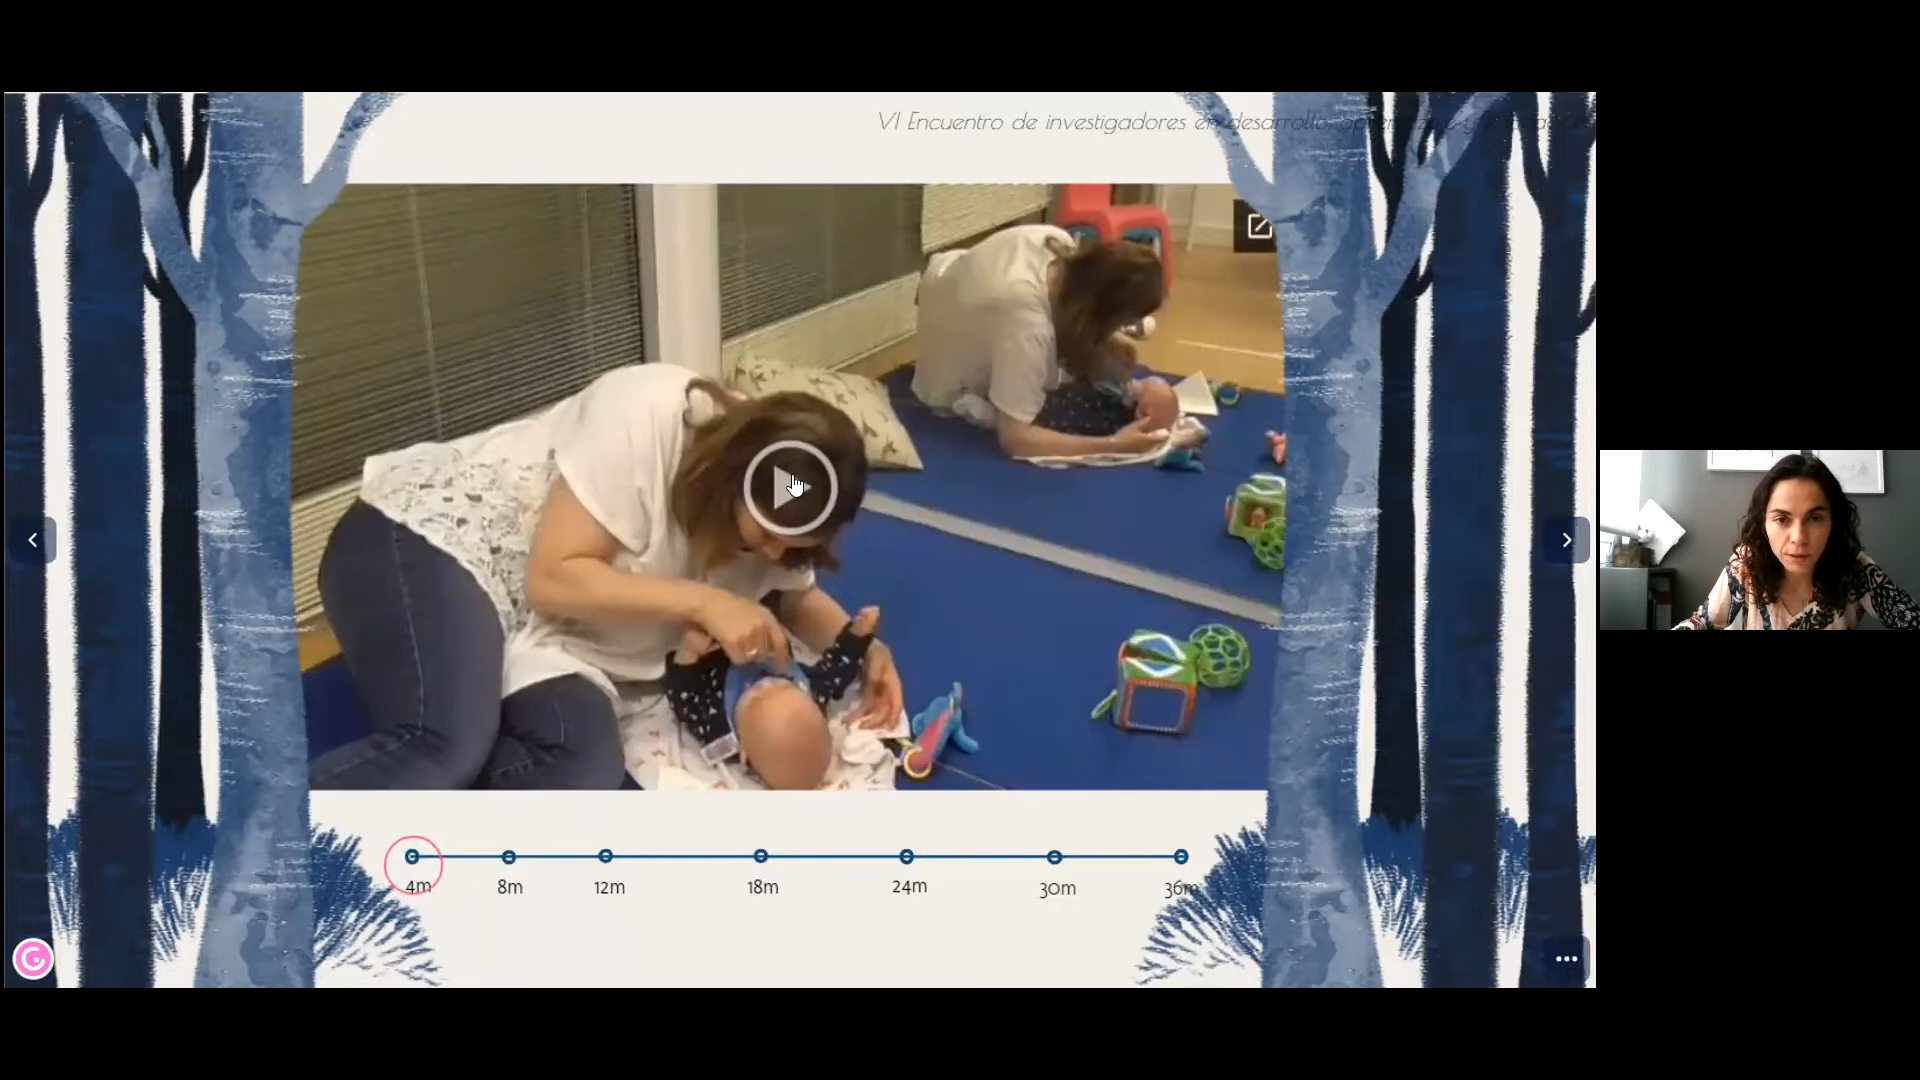 VI Encuentro de investigadores en desarrollo,
4m
8m
12m
18m
24m
30m
36m